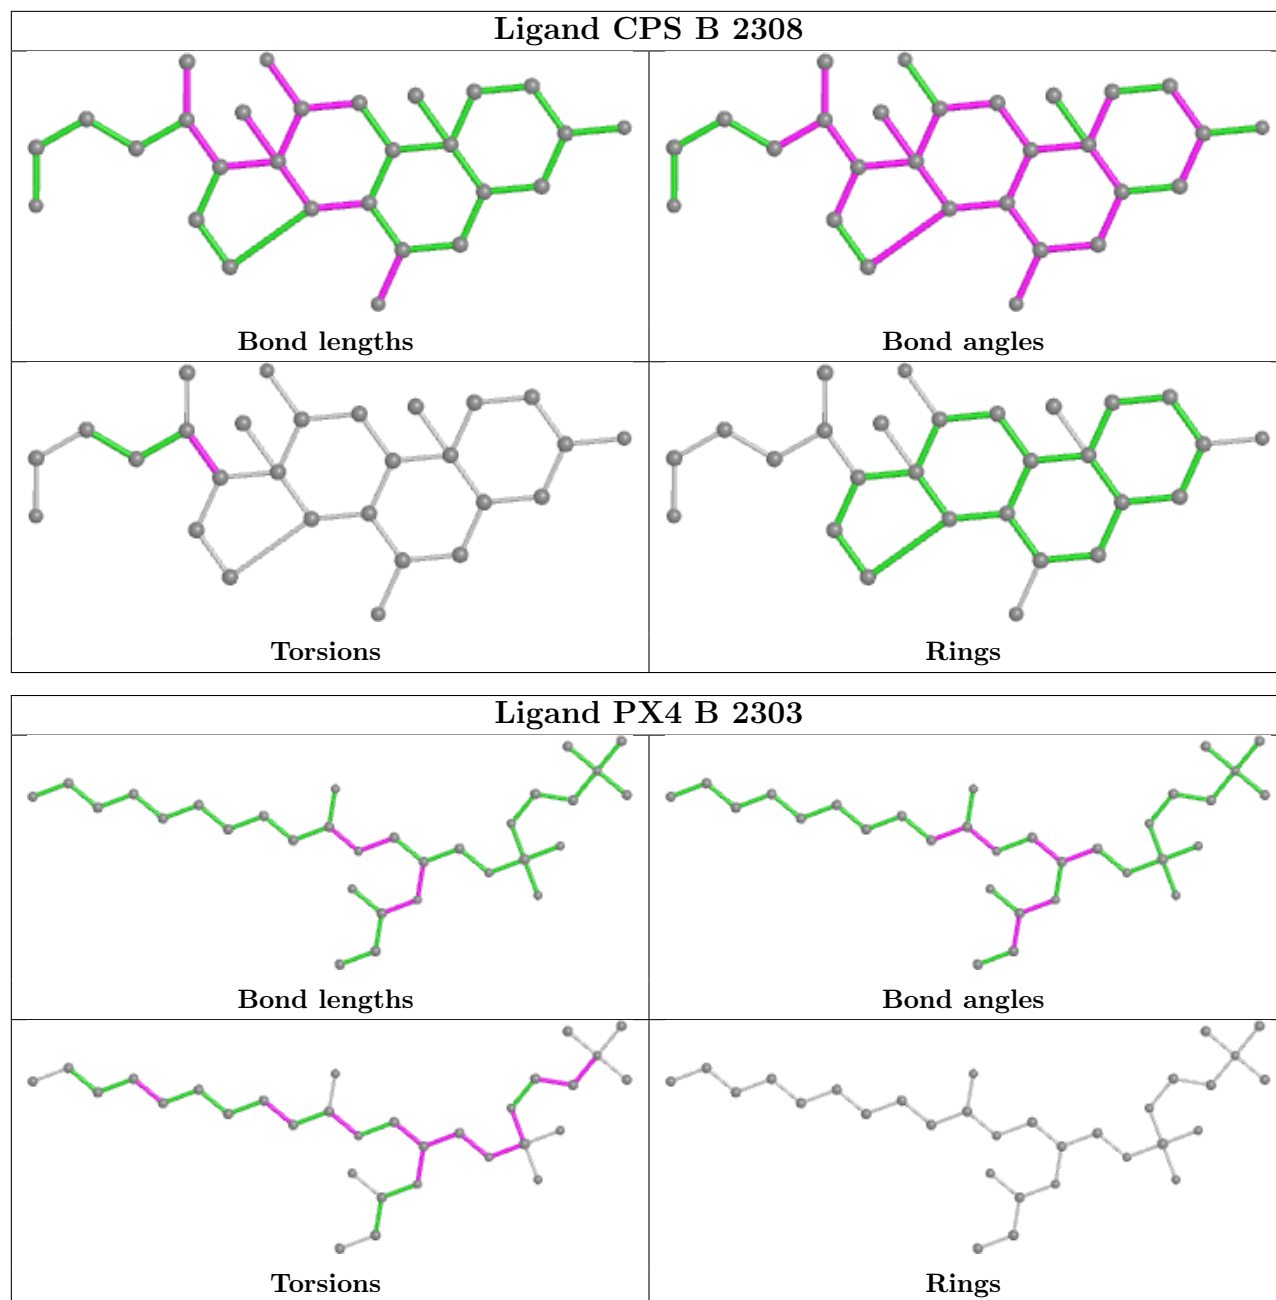 Ligand CPS B 2308
Bond lengths
Bond angles
Torsions
Rings
Ligand PX4 B 2303
Bond lengths
Bond angles
Torsions
Rings